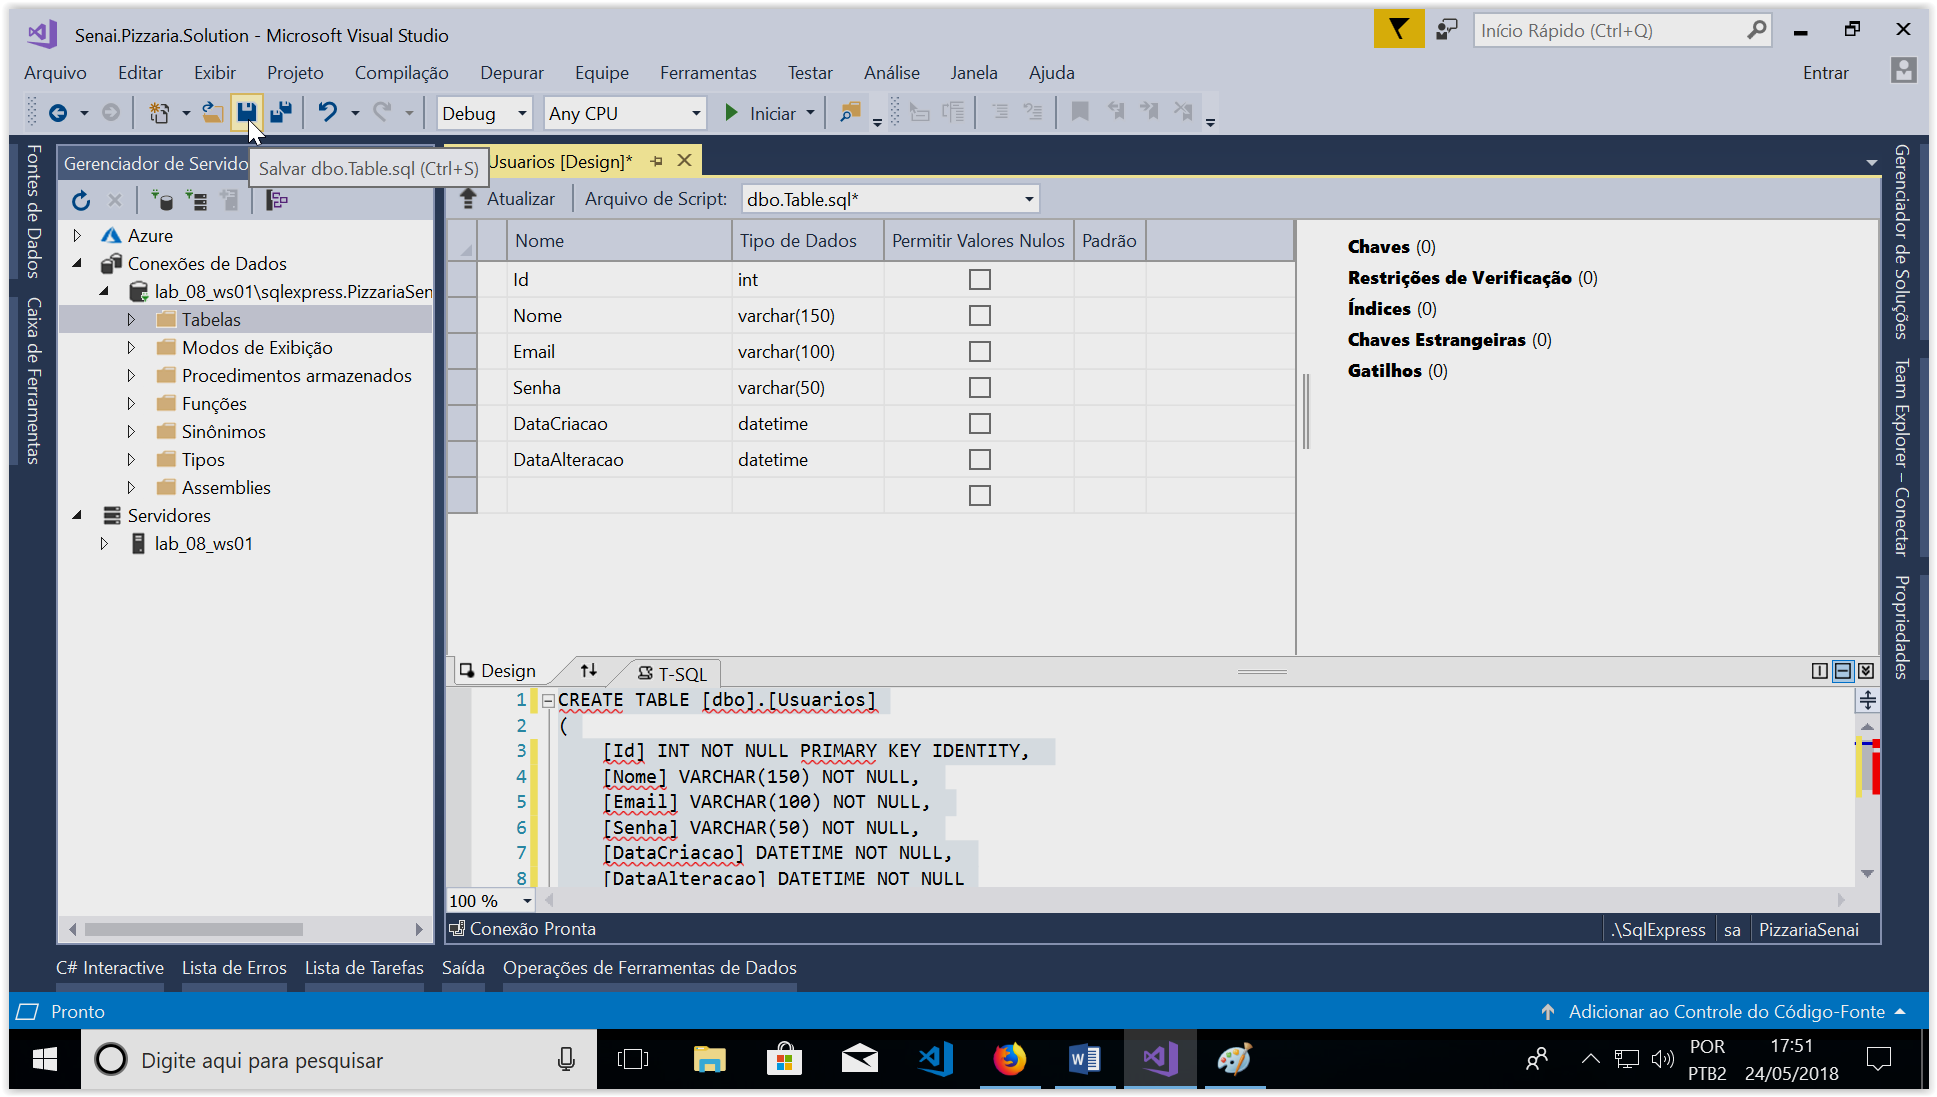 Senai.Pizzaria.Solution - Microsoft Visual Studio
Início Rápido (Ctrl+Q)
Arquivo Editar Exibir Projeto Compilação Depurar Equipe Ferramentas Testar Análise Janela Ajuda Entrar
Debug Any CPU Iniciar
Fontes de Dados
Caixa de Ferramentas
Gerenciador de Servido
Salvar dbo.Table.sql (Ctrl+S)
Azure
Conexões de Dados
lab_08_ws01\sqlexpress.PizzariaSen
Tabelas
Modos de Exibição
Procedimentos armazenados
Funções
Sinônimos
Tipos
Assemblies
Servidores
lab_08_ws01
Usuarios [Design]*
Atualizar Arquivo de Script: dbo.Table.sql*
Nome Tipo de Dados Permitir Valores Nulos Padrão
Id int
Nome varchar(150)
Email varchar(100)
Senha varchar(50)
DataCriacao datetime
DataAlteracao datetime
Chaves (0)
Restrições de Verificação (0)
Índices (0)
Chaves Estrangeiras (0)
Gatilhos (0)
Gerenciador de Soluções
Team Explorer – Conectar
Propriedades
Design T-SQL
1 CREATE TABLE [dbo].[Usuarios]
2 (
3 [Id] INT NOT NULL PRIMARY KEY IDENTITY,
4 [Nome] VARCHAR(150) NOT NULL,
5 [Email] VARCHAR(100) NOT NULL,
6 [Senha] VARCHAR(50) NOT NULL,
7 [DataCriacao] DATETIME NOT NULL,
8 [DataAlteracao] DATETIME NOT NULL
100 %
Conexão Pronta .\SqlExpress sa PizzariaSenai
C# Interactive Lista de Erros Lista de Tarefas Saída Operações de Ferramentas de Dados
Pronto Adicionar ao Controle do Código-Fonte
Digite aqui para pesquisar
POR
PTB2
17:51
24/05/2018